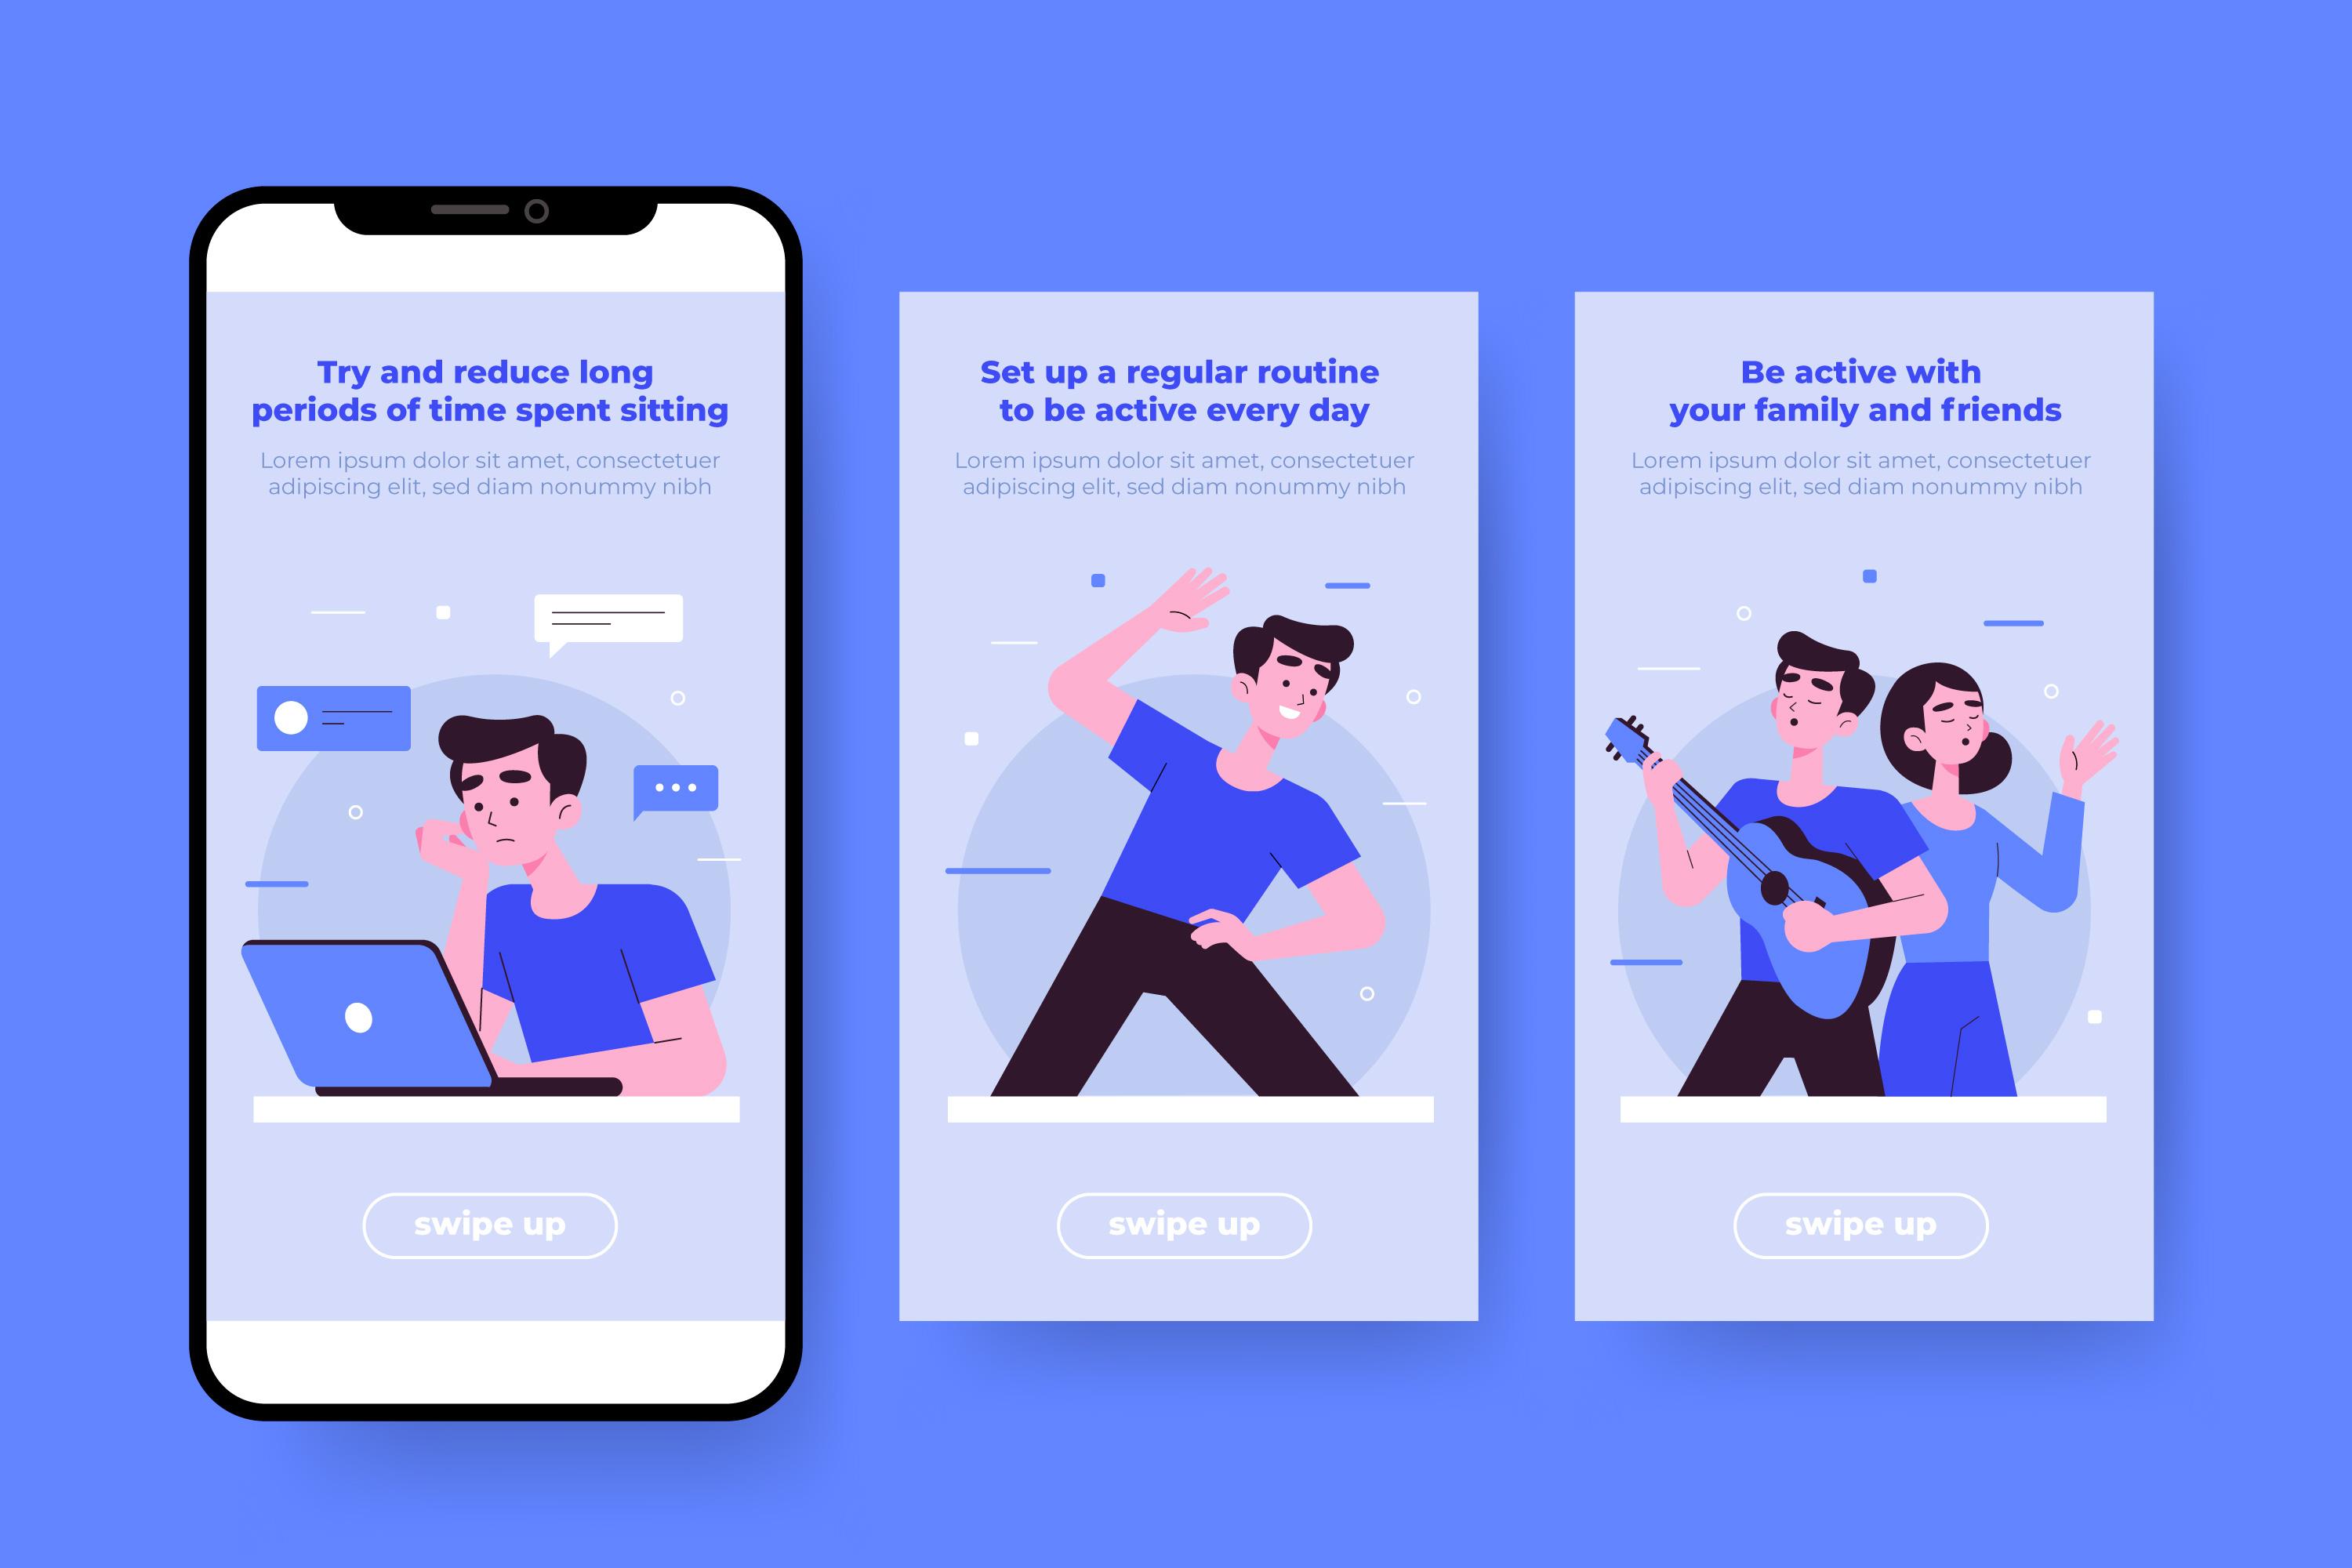 Try and reduce long
periods of time spent sitting
Lorem ipsum dolor sit amet, consectetuer
adipiscing elit, sed diam nonummy nibh
swipe up
Set up a regular routine
to be active every day
Lorem ipsum dolor sit amet, consectetuer
adipiscing elit, sed diam nonummy nibh
swipe up
Be active with
your family and friends
Lorem ipsum dolor sit amet, consectetuer
adipiscing elit, sed diam nonummy nibh
swipe up